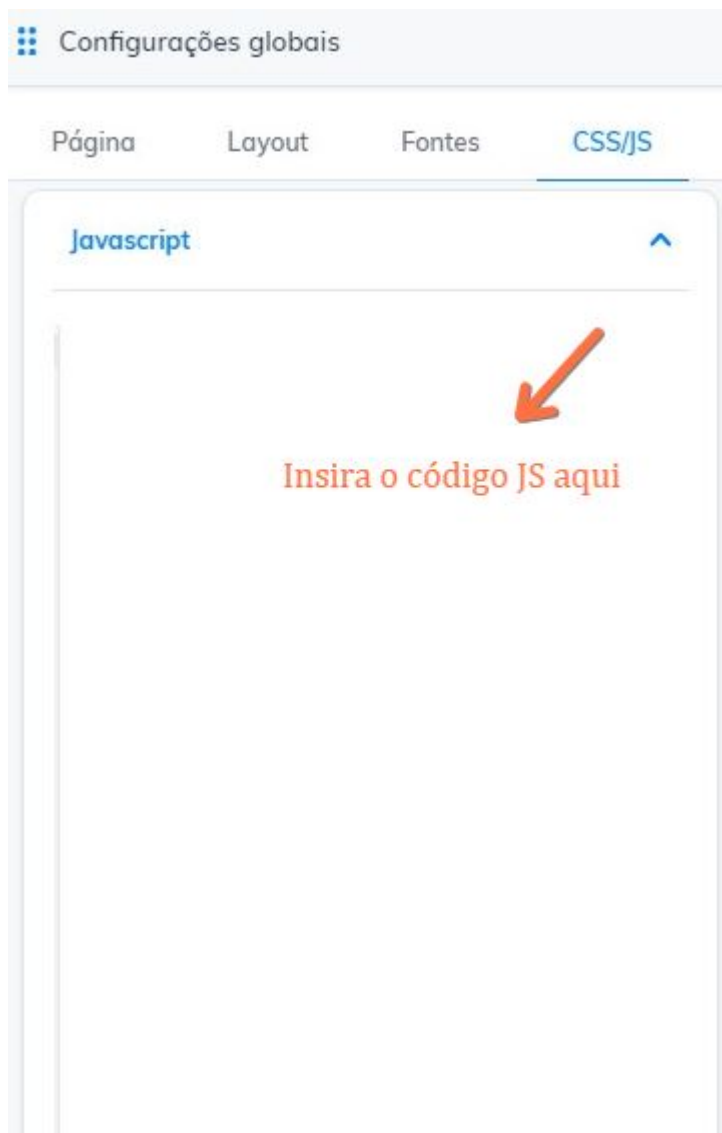 Configurações globais
Página Layout Fontes CSS/JS
Javascript
Insira o código JS aqui